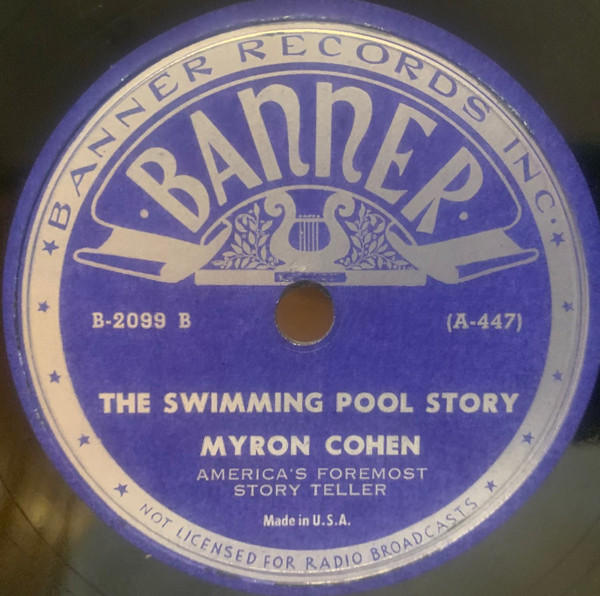 BANNER RECORDS INC.
BANNER
B-2099 B
(A-447)
THE SWIMMING POOL STORY
MYRON COHEN
AMERICA'S FOREMOST
STORY TELLER
Made in U.S.A.
NOT LICENSED FOR RADIO BROADCASTS